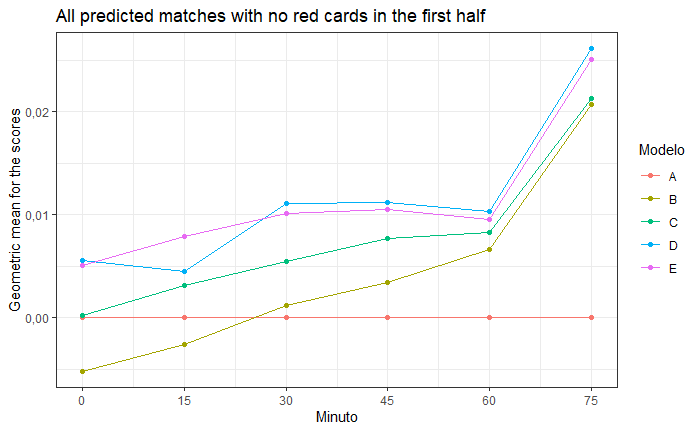 All predicted matches with no red cards in the first half
Geometric mean for the scores
0,02
0,01
0,00
0
15
30
45
60
75
Minuto
Modelo
A
B
C
D
E